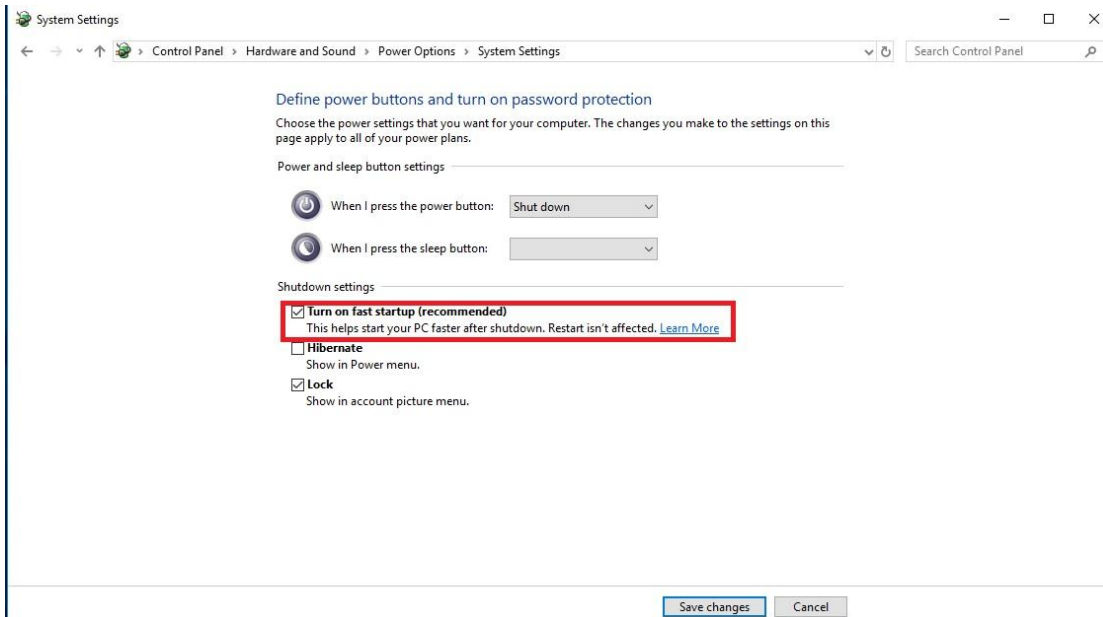 System Settings
Control Panel > Hardware and Sound > Power Options > System Settings
Search Control Panel
Define power buttons and turn on password protection
Choose the power settings that you want for your computer. The changes you make to the settings on this
page apply to all of your power plans.
Power and sleep button settings
When I press the power button: Shut down
When I press the sleep button:
Shutdown settings
Turn on fast startup (recommended)
This helps start your PC faster after shutdown. Restart isn't affected. Learn More
Hibernate
Show in Power menu.
Lock
Show in account picture menu.
Save changes Cancel